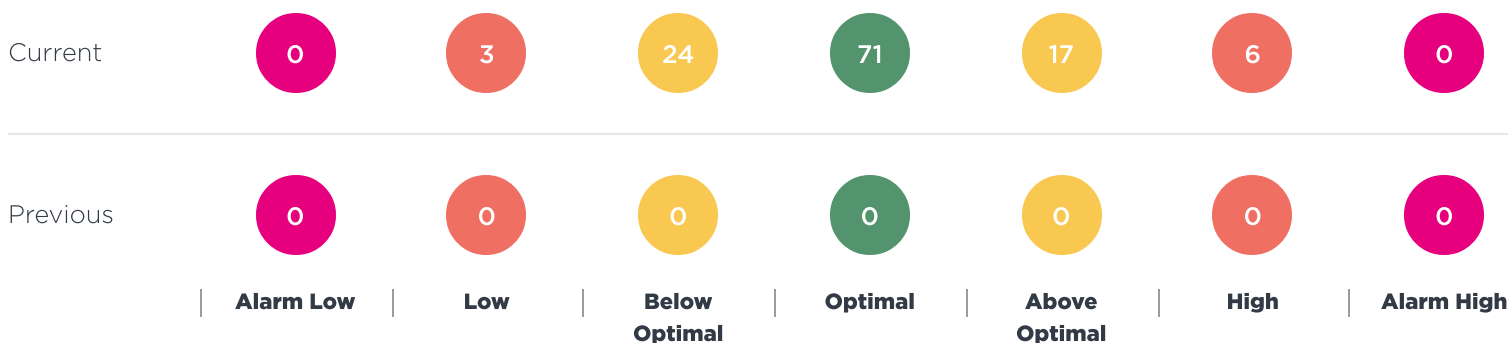 Current 0 3 24 71 17 6 0
Previous 0 0 0 0 0 0 0
Alarm Low Low Below Optimal Above High Alarm High
Optimal Optimal